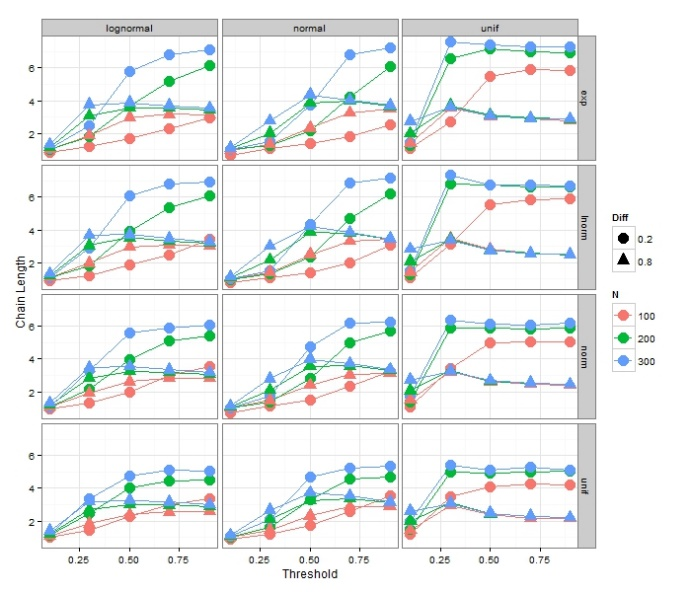 lognormal normal unif
6
4
2
exp
6
4
2
lnorm
6
4
2
norm
6
4
2
unif
0.25 0.50 0.75 0.25 0.50 0.75 0.25 0.50 0.75
Threshold
Chain Length
Diff
0.2
0.8
N
100
200
300